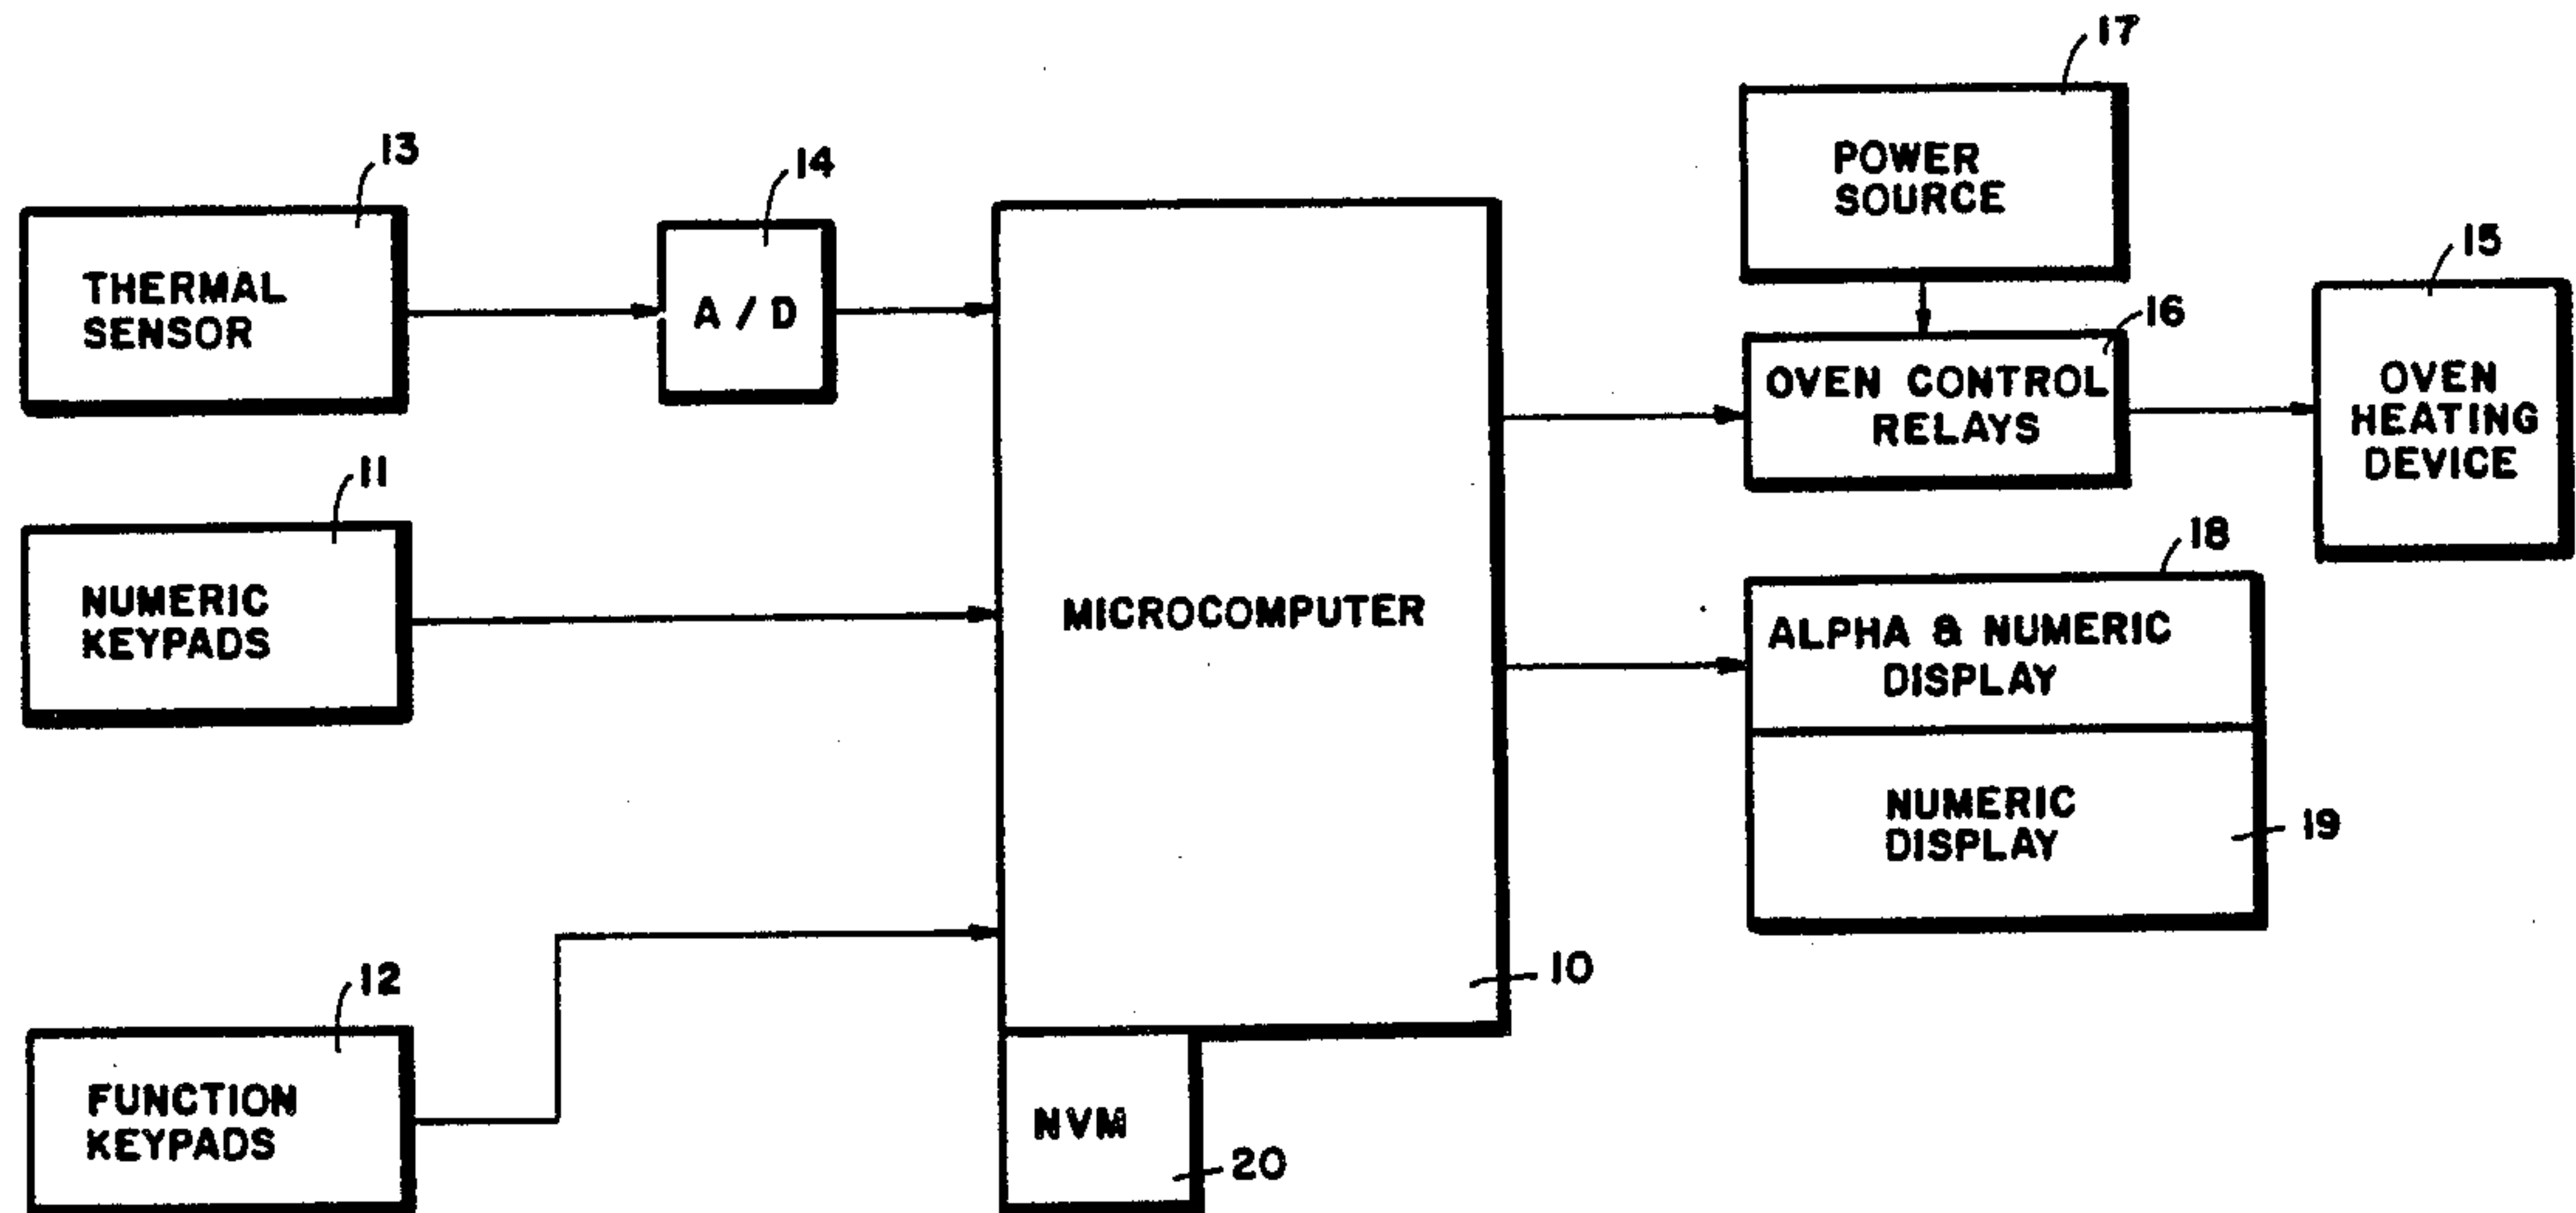 17
POWER
SOURCE
13
THERMAL
SENSOR
14
A / D
15
OVEN
HEATING
DEVICE
16
OVEN CONTROL
RELAYS
11
NUMERIC
KEYPADS
MICROCOMPUTER
10
18
ALPHA & NUMERIC
DISPLAY
NUMERIC
DISPLAY
19
12
FUNCTION
KEYPADS
NVM
20